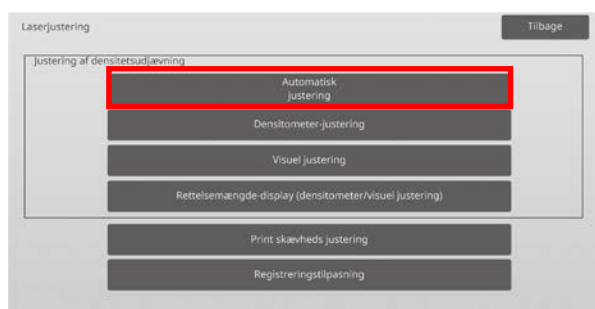 Laserjustering
Tilbage
Justering af densitetsudjævning
Automatisk
justering
Densitometer-justering
Visuel justering
Rettelsemængde-display (densitometer/visuel justering)
Print skævheds justering
Registreringstilpasning